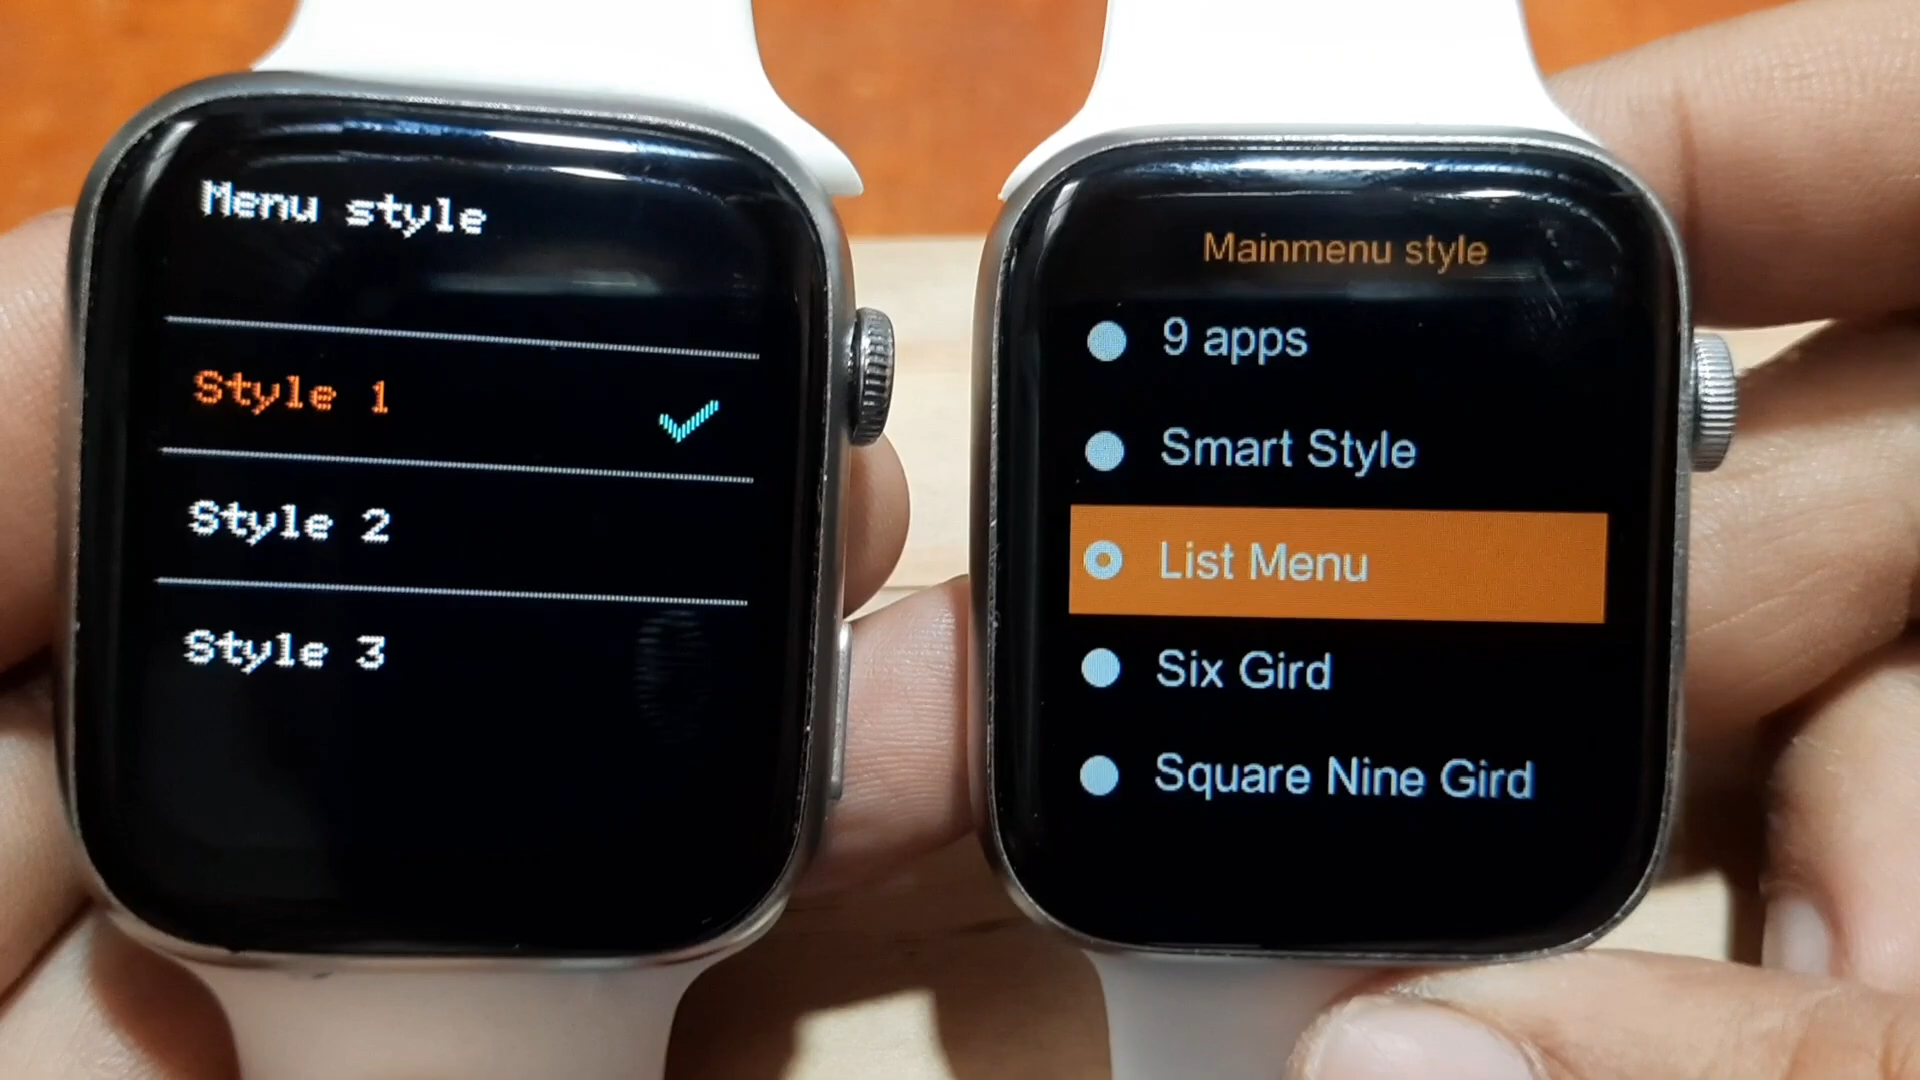 Menu style
Style 1
Style 2
Style 3
Mainmenu style
9 apps
Smart Style
List Menu
Six Gird
Square Nine Gird